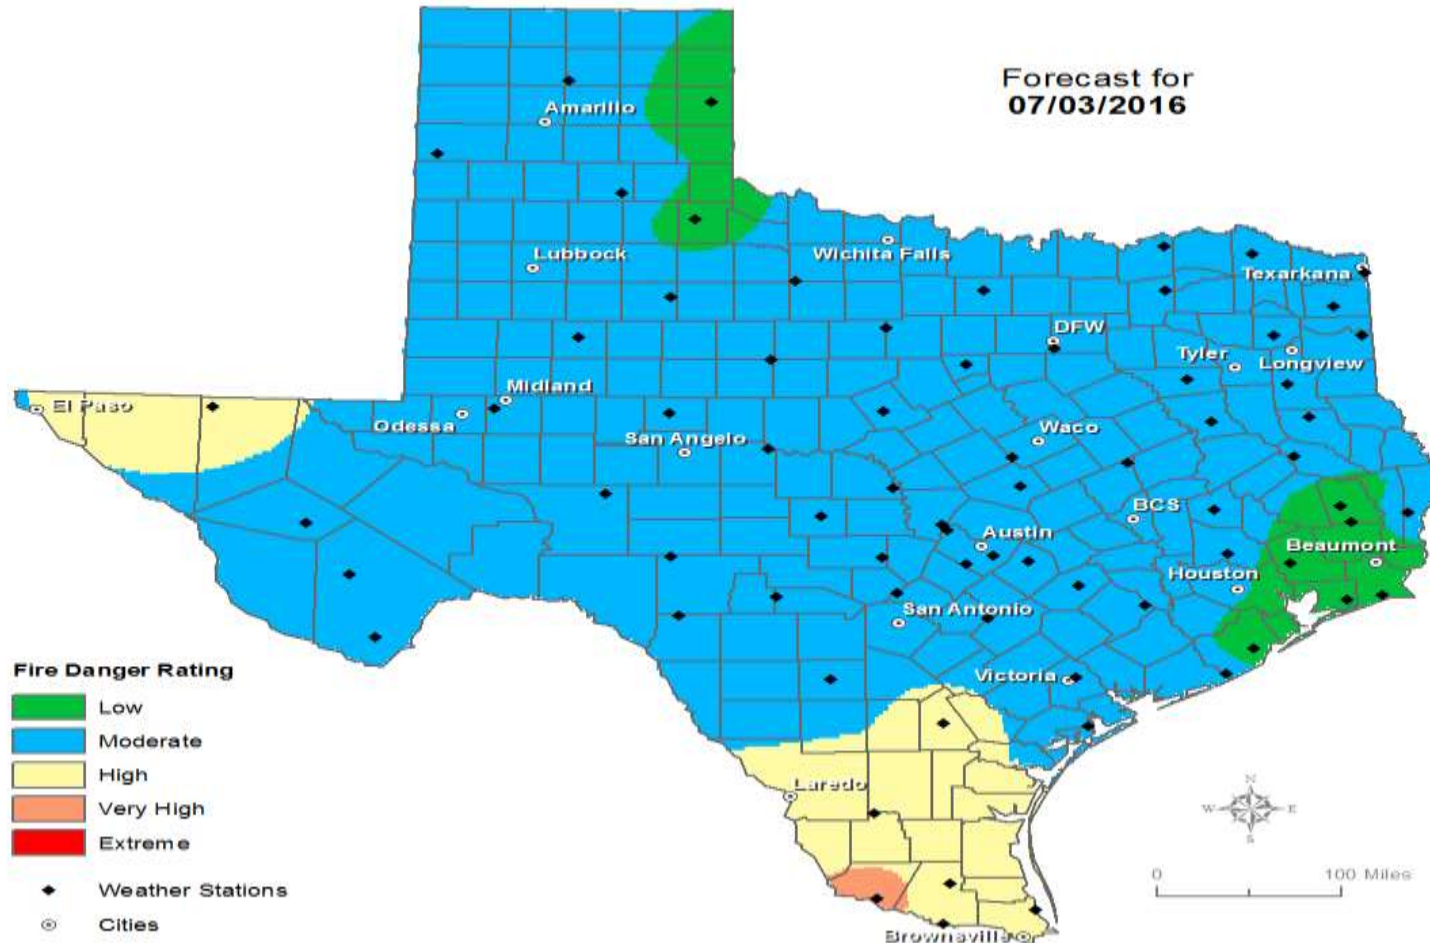 Forecast for
07/03/2016
Amarillo
Lubbock
Wichita Falls
Texarkana
DFW
Tyler
Longview
Midland
El Paso
Odessa
San Angelo
Waco
BCS
Austin
Beaumont
Houston
San Antonio
Victoria
Laredo
Brownsville
Fire Danger Rating
Low
Moderate
High
Very High
Extreme
Weather Stations
Cities
N
W E
S
0 100 Miles